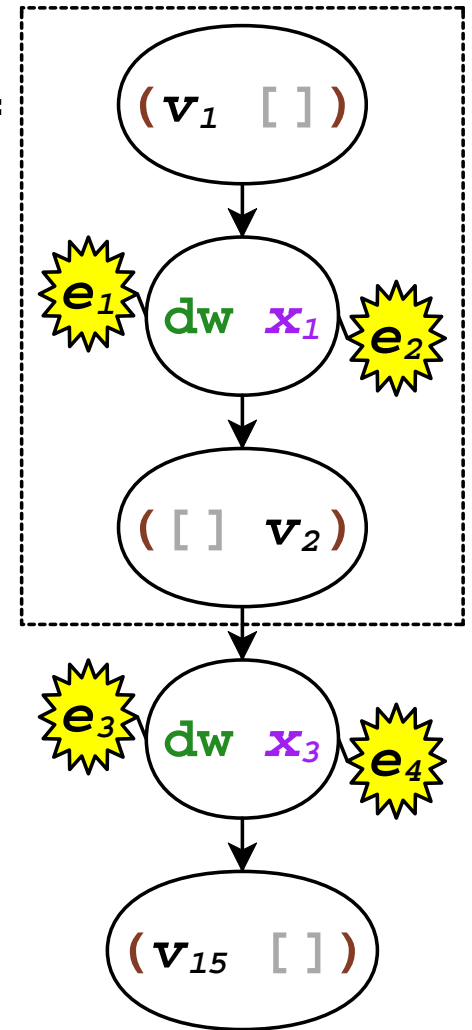 :
(v₁ [])
e₁ dw x₁ e₂
([] v₂)
e₃ dw x₃ e₄
(v₁₅ [])